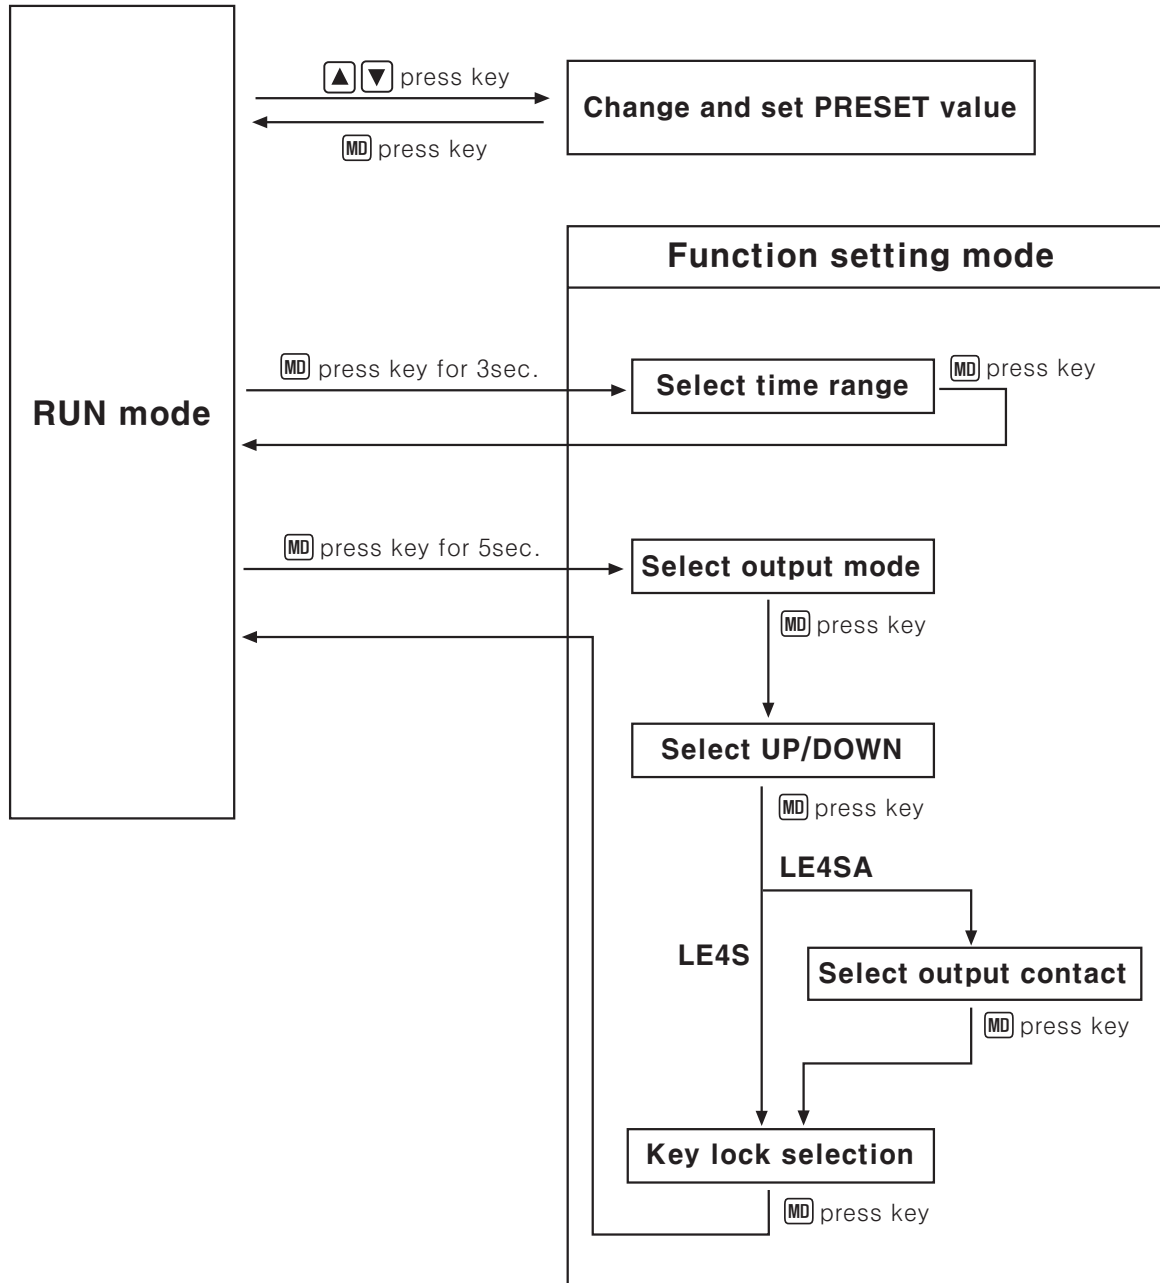 ▲ ▼ press key
Change and set PRESET value
MD press key
Function setting mode
MD press key for 3sec.
Select time range
MD press key
RUN mode
MD press key for 5sec.
Select output mode
MD press key
Select UP/DOWN
MD press key
LE4SA
LE4S
Select output contact
MD press key
Key lock selection
MD press key